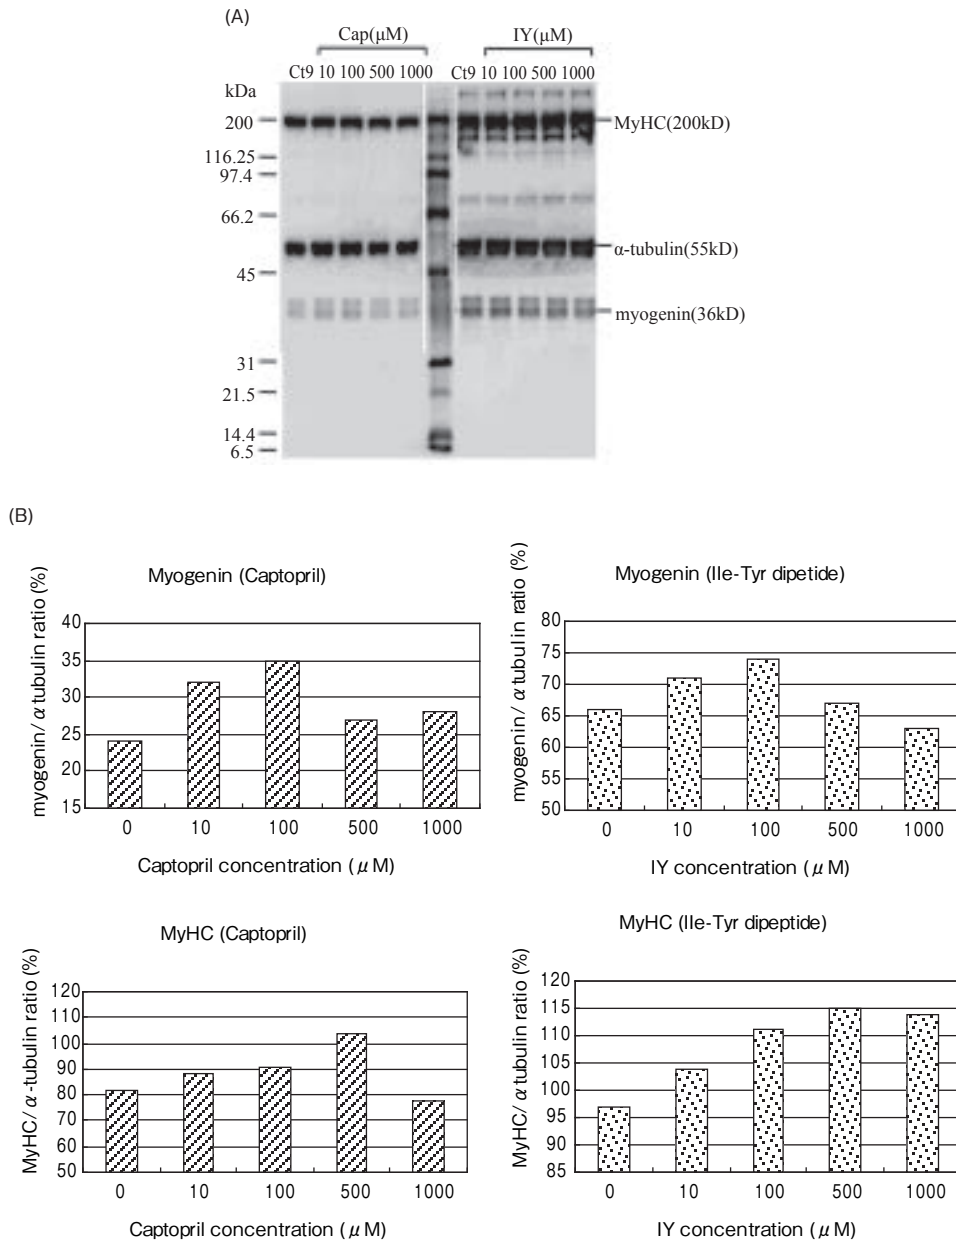 (A)
Cap(μM) IY(μM)
Ct9 10 100 500 1000 Ct9 10 100 500 1000
kDa
200
116.25
97.4
66.2
45
31
21.5
14.4
6.5
MyHC(200kD)
α-tubulin(55kD)
myogenin(36kD)
(B)
Myogenin (Captopril)
myogenin/αtubulin ratio (%)
40
35
30
25
20
15
0 10 100 500 1000
Captopril concentration (μM)
Myogenin (Ile-Tyr dipetide)
myogenin/αtubulin ratio (%)
80
75
70
65
60
55
50
0 10 100 500 1000
IY concentration (μM)
MyHC (Captopril)
MyHC/α-tubulin ratio (%)
120
110
100
90
80
70
60
50
0 10 100 500 1000
Captopril concentration (μM)
MyHC (Ile-Tyr dipeptide)
MyHC/αtubulin ratio (%)
120
115
110
105
100
95
90
85
0 10 100 500 1000
IY concentration (μM)